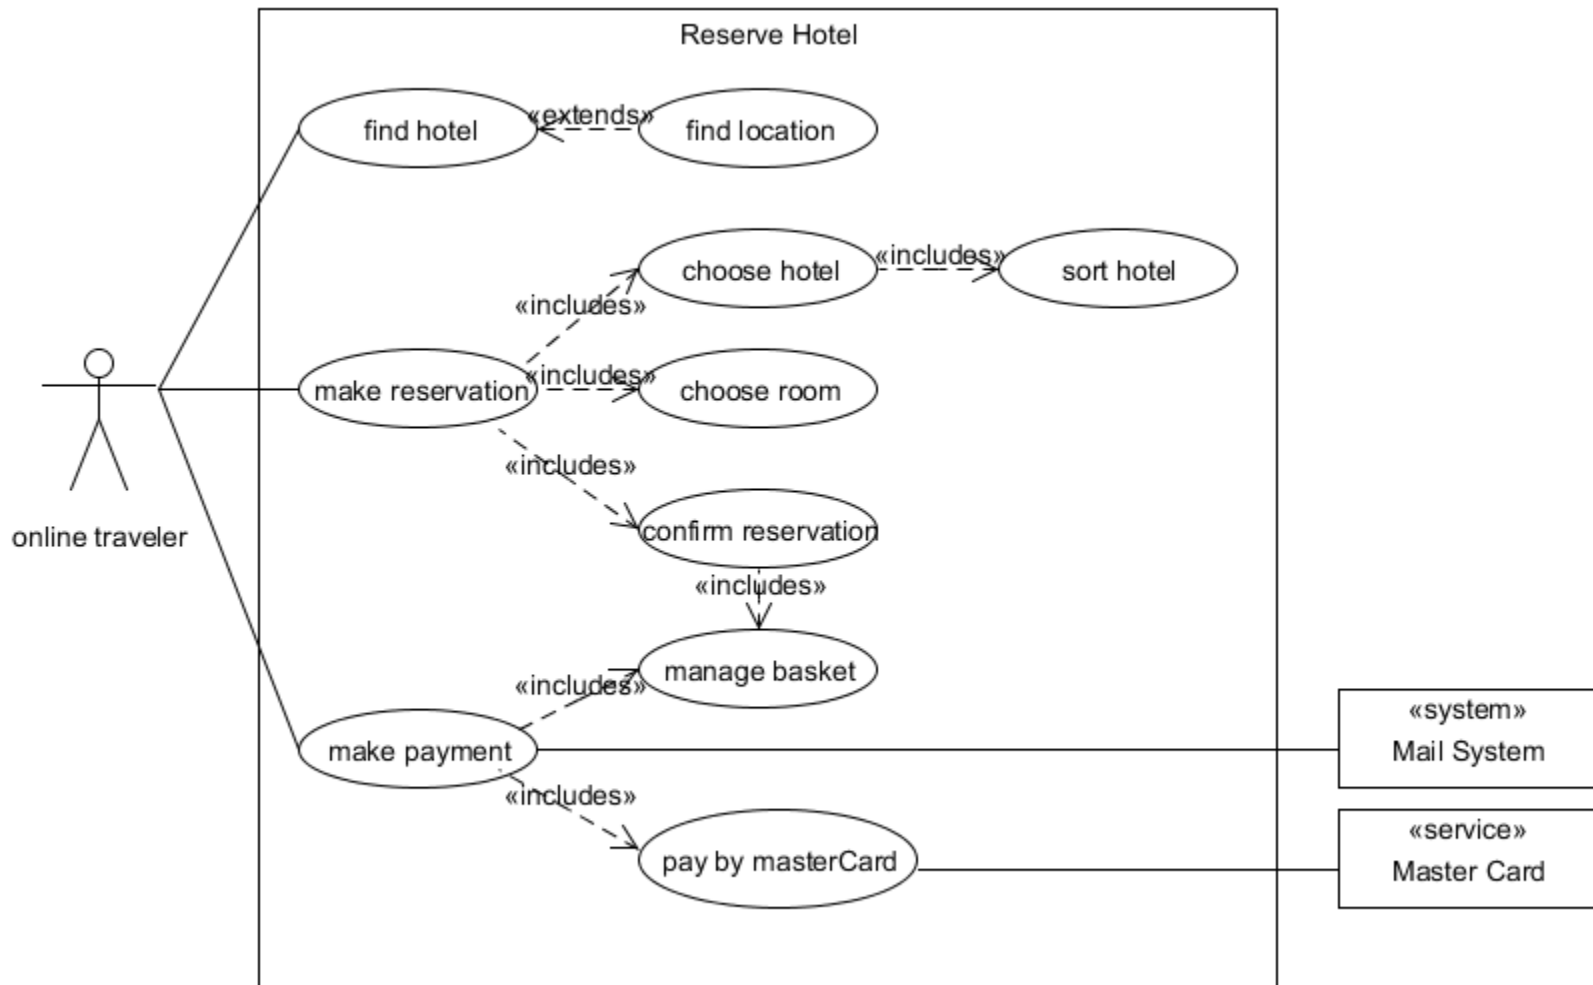 Reserve Hotel
find hotel
«extends»
find location
choose hotel
«includes»
sort hotel
«includes»
make reservation
«includes»
choose room
«includes»
confirm reservation
online traveler
«includes»
manage basket
«includes»
make payment
«system»
Mail System
«includes»
pay by masterCard
«service»
Master Card